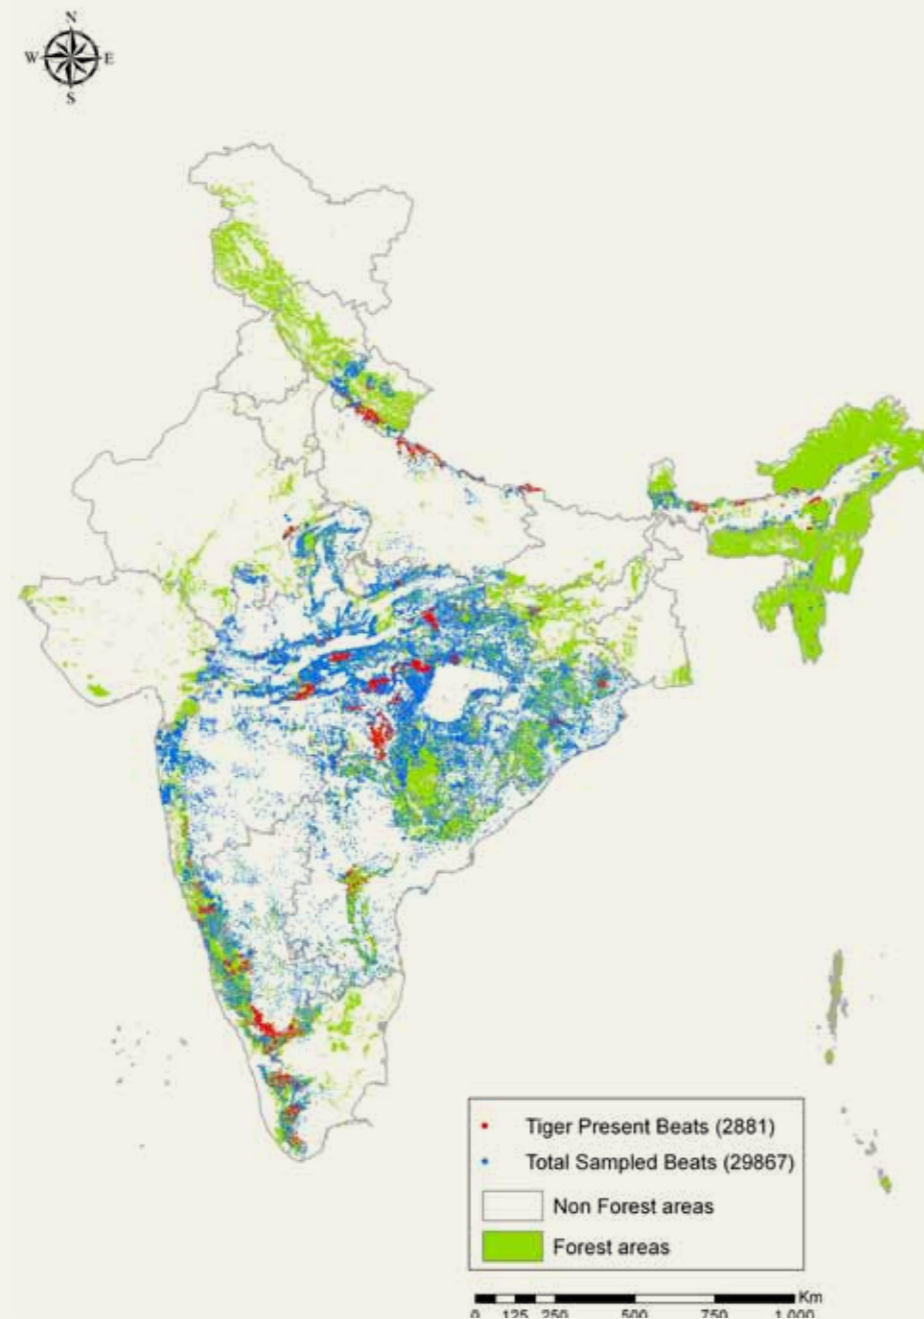 N
W E
S
Tiger Present Beats (2881)
Total Sampled Beats (29867)
Non Forest areas
Forest areas
Km
0 125 250 500 750 1,000